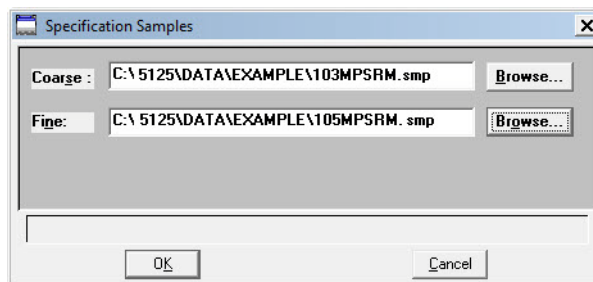 Specification Samples
Coarse : C:\ 5125\DATA\EXAMPLE\103MPSRM.smp Browse...
Fine: C:\ 5125\DATA\EXAMPLE\105MPSRM. smp Browse...
OK Cancel